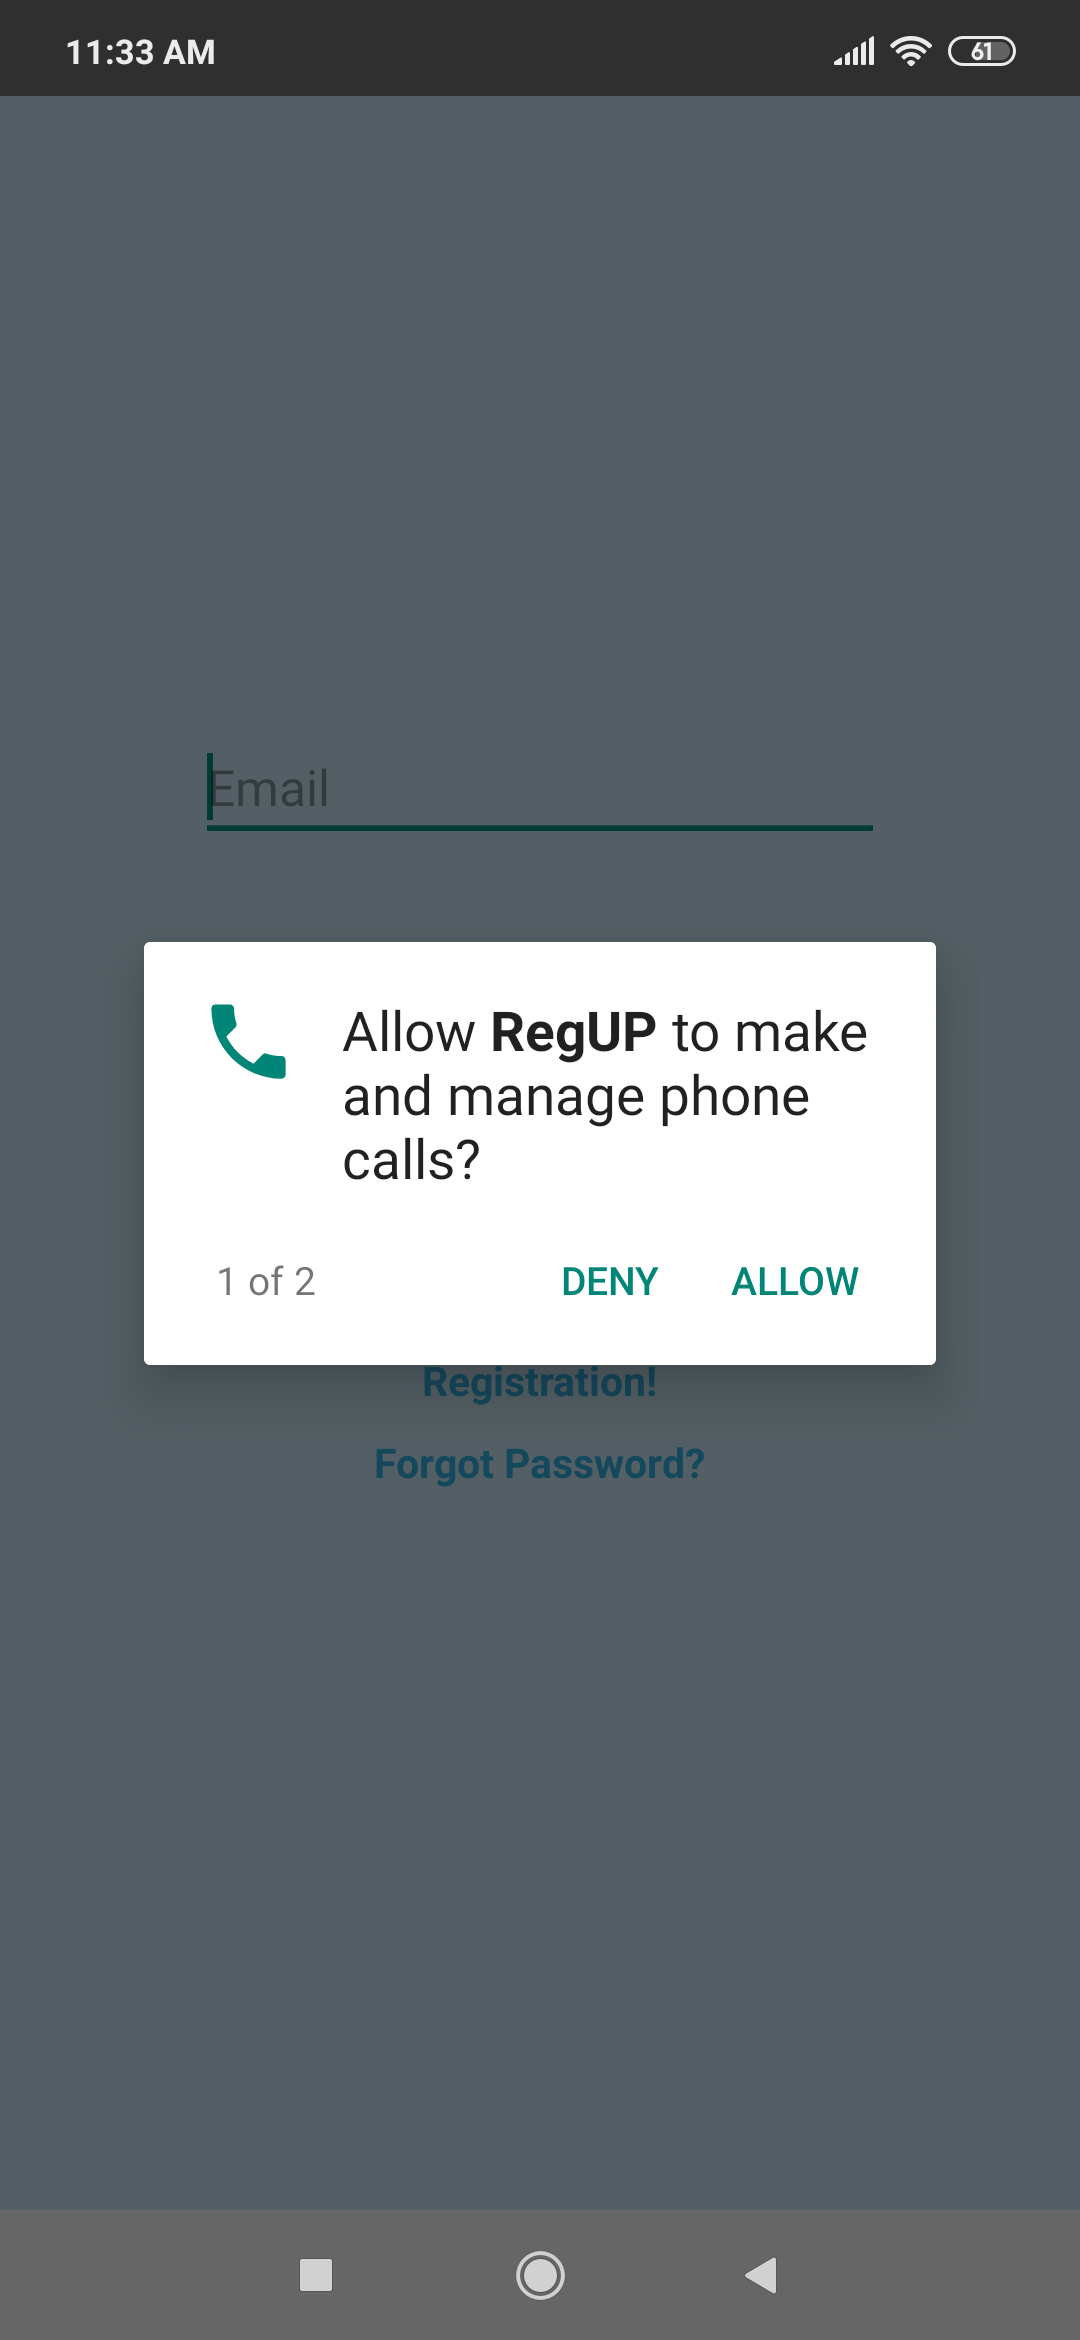 11:33 AM
61
Email
Allow RegUP to make
and manage phone
calls?
1 of 2
DENY
ALLOW
Registration!
Forgot Password?